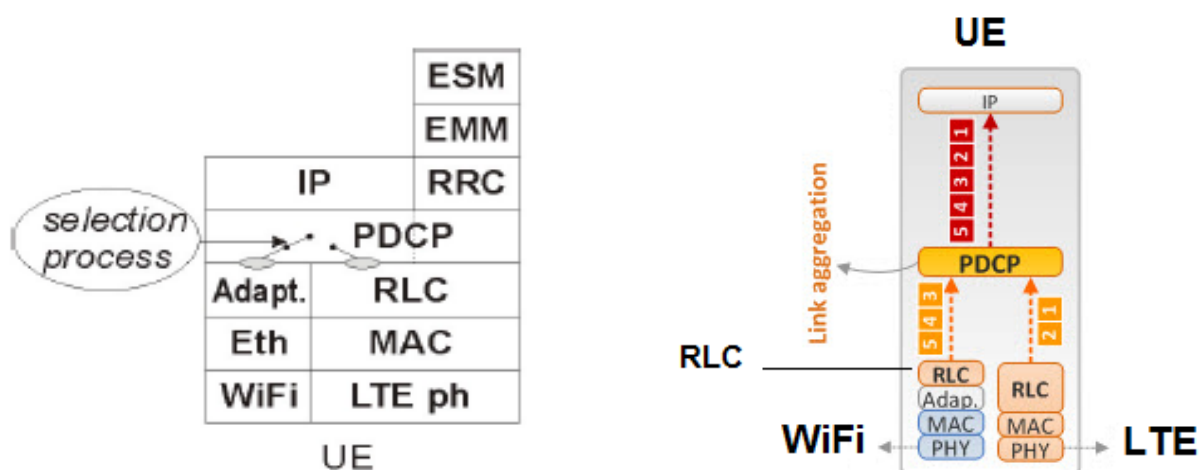 ESM
EMM
IP RRC
selection
process
PDCP
Adapt. RLC
Eth MAC
WiFi LTE ph
UE
UE
IP
5 4 3 2 1
Link aggregation
PDCP
5 4 3
2 1
RLC
RLC
Adap.
MAC
PHY
RLC
MAC
PHY
WiFi
LTE